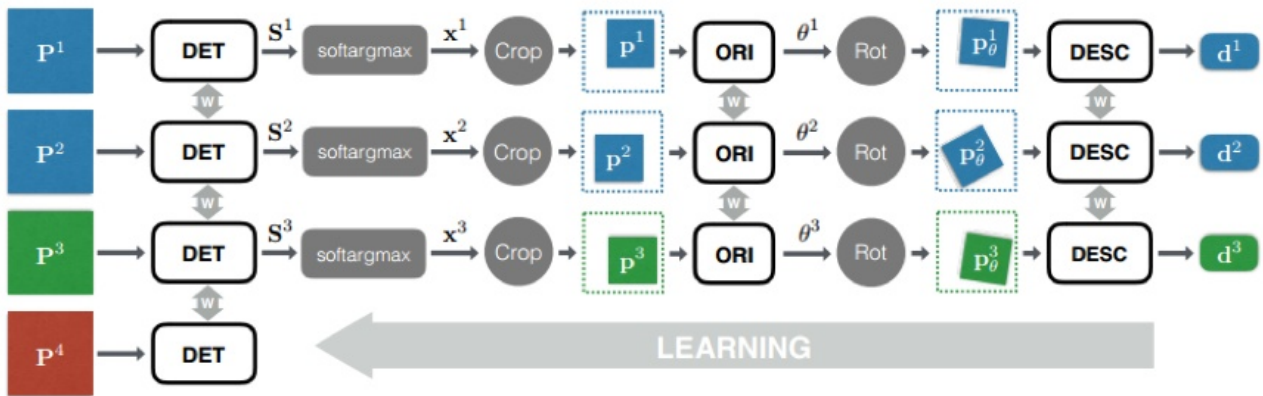 P¹ DET S¹ softargmax x¹ Crop p¹ ORI θ¹ Rot p¹θ DESC d¹
W W W
P² DET S² softargmax x² Crop p² ORI θ² Rot p²θ DESC d²
W W W
P³ DET S³ softargmax x³ Crop p³ ORI θ³ Rot p³θ DESC d³
W
P⁴ DET LEARNING